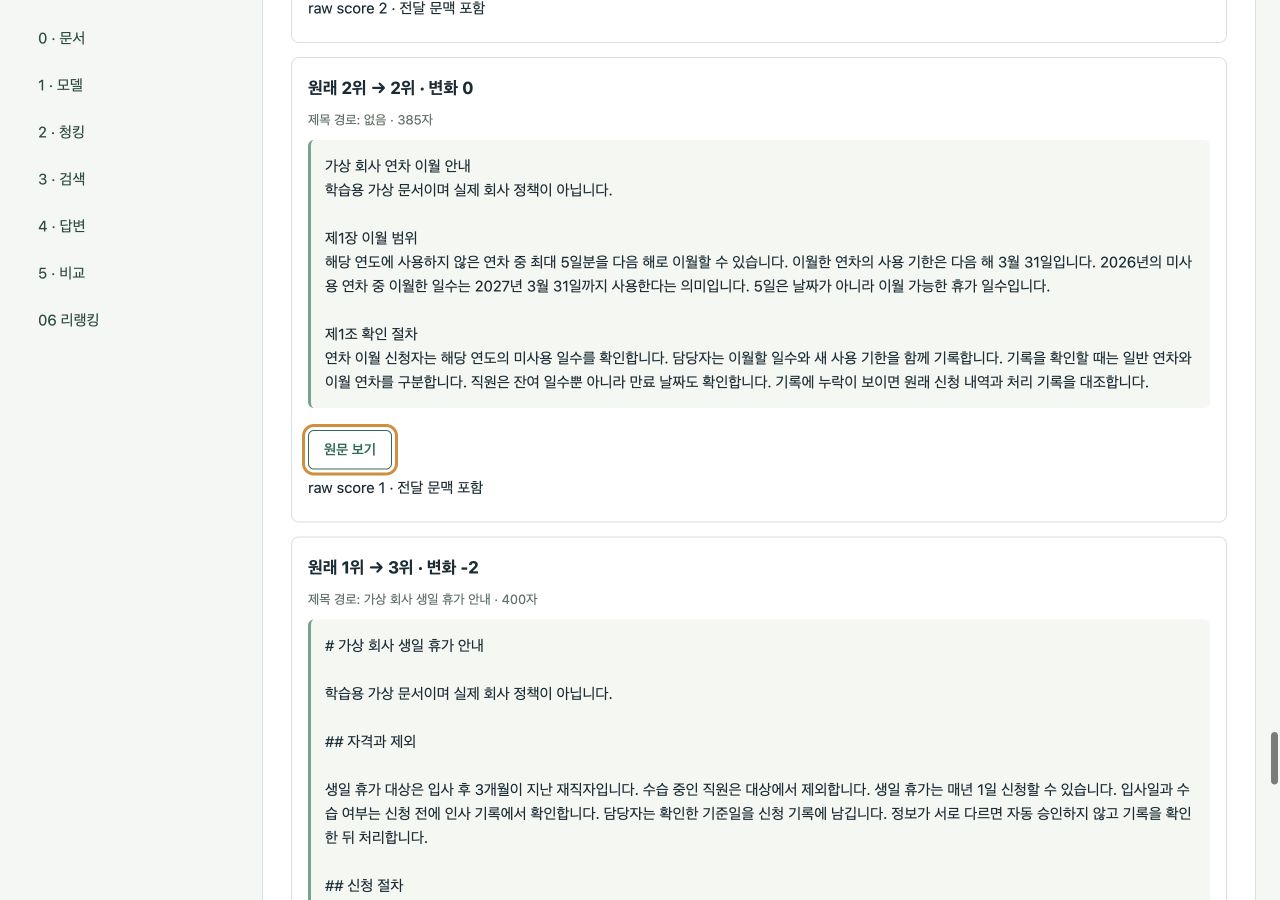 0 · 문서
1 · 모델
2 · 청킹
3 · 검색
4 · 답변
5 · 비교
06 리랭킹
raw score 2 · 전달 문맥 포함
원래 2위 → 2위 · 변화 0
제목 경로: 없음 · 385자
가상 회사 연차 이월 안내
학습용 가상 문서이며 실제 회사 정책이 아닙니다.
제1장 이월 범위
해당 연도에 사용하지 않은 연차 중 최대 5일분을 다음 해로 이월할 수 있습니다. 이월한 연차의 사용 기한은 다음 해 3월 31일입니다. 2026년의 미사
용 연차 중 이월한 일수는 2027년 3월 31일까지 사용한다는 의미입니다. 5일은 날짜가 아니라 이월 가능한 휴가 일수입니다.
제1조 확인 절차
연차 이월 신청자는 해당 연도의 미사용 일수를 확인합니다. 담당자는 이월할 일수와 새 사용 기한을 함께 기록합니다. 기록을 확인할 때는 일반 연차와
이월 연차를 구분합니다. 직원은 잔여 일수뿐 아니라 만료 날짜도 확인합니다. 기록에 누락이 보이면 원래 신청 내역과 처리 기록을 대조합니다.
원문 보기
raw score 1 · 전달 문맥 포함
원래 1위 → 3위 · 변화 -2
제목 경로: 가상 회사 생일 휴가 안내 · 400자
# 가상 회사 생일 휴가 안내
학습용 가상 문서이며 실제 회사 정책이 아닙니다.
## 자격과 제외
생일 휴가 대상은 입사 후 3개월이 지난 재직자입니다. 수습 중인 직원은 대상에서 제외합니다. 생일 휴가는 매년 1일 신청할 수 있습니다. 입사일과 수
습 여부는 신청 전에 인사 기록에서 확인합니다. 담당자는 확인한 기준일을 신청 기록에 남깁니다. 정보가 서로 다르면 자동 승인하지 않고 기록을 확인
한 뒤 처리합니다.
## 신청 절차